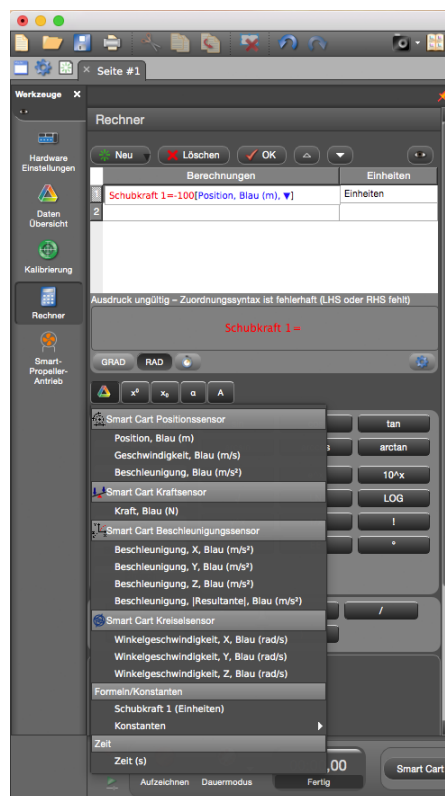 Seite #1
Werkzeuge
Rechner
Hardware
Einstellungen
Daten
Übersicht
Kalibrierung
Rechner
Smart-
Propeller-
Antrieb
Neu Löschen OK
Berechnungen Einheiten
1 Schubkraft 1=-100[Position, Blau (m), ▼] Einheiten
2
Ausdruck ungültig – Zuordnungssyntax ist fehlerhaft (LHS oder RHS fehlt)
Schubkraft 1=
GRAD RAD
x⁰ x₀ α A
Smart Cart Positionssensor
Position, Blau (m)
Geschwindigkeit, Blau (m/s)
Beschleunigung, Blau (m/s²)
Smart Cart Kraftsensor
Kraft, Blau (N)
Smart Cart Beschleunigungssensor
Beschleunigung, X, Blau (m/s²)
Beschleunigung, Y, Blau (m/s²)
Beschleunigung, Z, Blau (m/s²)
Beschleunigung, |Resultante|, Blau (m/s²)
Smart Cart Kreiselsensor
Winkelgeschwindigkeit, X, Blau (rad/s)
Winkelgeschwindigkeit, Y, Blau (rad/s)
Winkelgeschwindigkeit, Z, Blau (rad/s)
Formeln/Konstanten
Schubkraft 1 (Einheiten)
Konstanten
Zeit
Zeit (s)
tan
arctan
10^x
LOG
!
°
/
,00
Aufzeichnen Dauermodus Fertig
Smart Cart